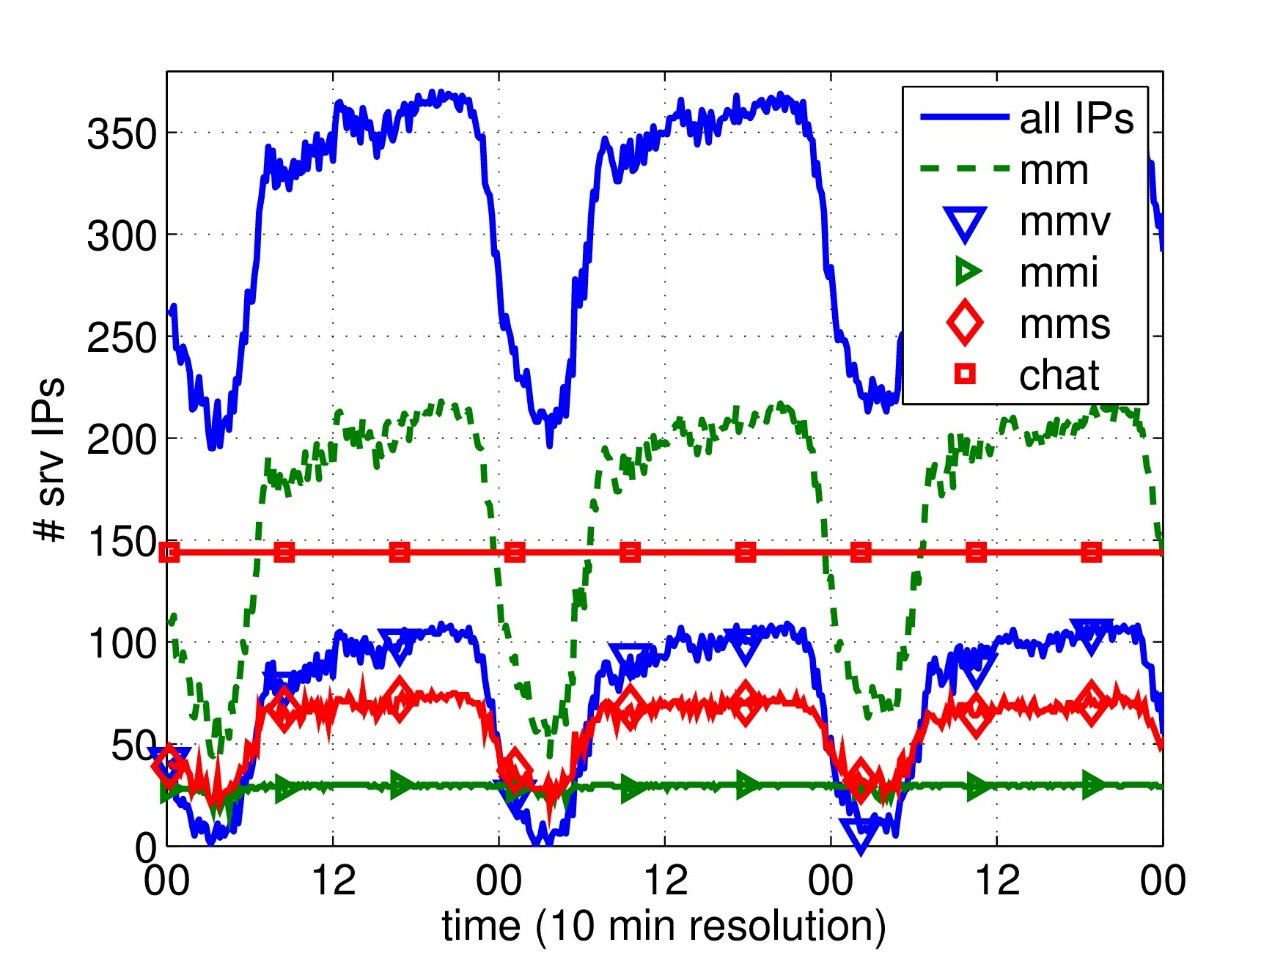 350
300
250
200
150
100
50
0
# srv IPs
all IPs
mm
mmv
mmi
mms
chat
00 12 00 12 00 12 00
time (10 min resolution)